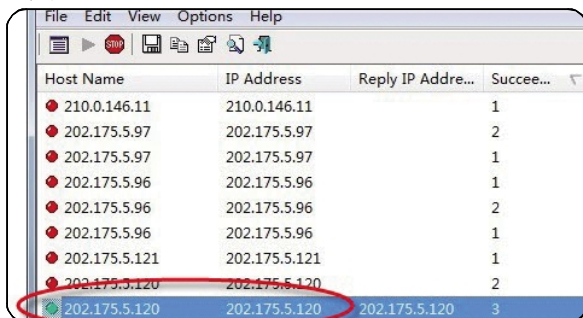 File Edit View Options Help
STOP
Host Name IP Address Reply IP Addre... Succee...
210.0.146.11 210.0.146.11 1
202.175.5.97 202.175.5.97 2
202.175.5.97 202.175.5.97 1
202.175.5.96 202.175.5.96 1
202.175.5.96 202.175.5.96 2
202.175.5.96 202.175.5.96 1
202.175.5.121 202.175.5.121 1
202.175.5.120 202.175.5.120 2
202.175.5.120 202.175.5.120 202.175.5.120 3